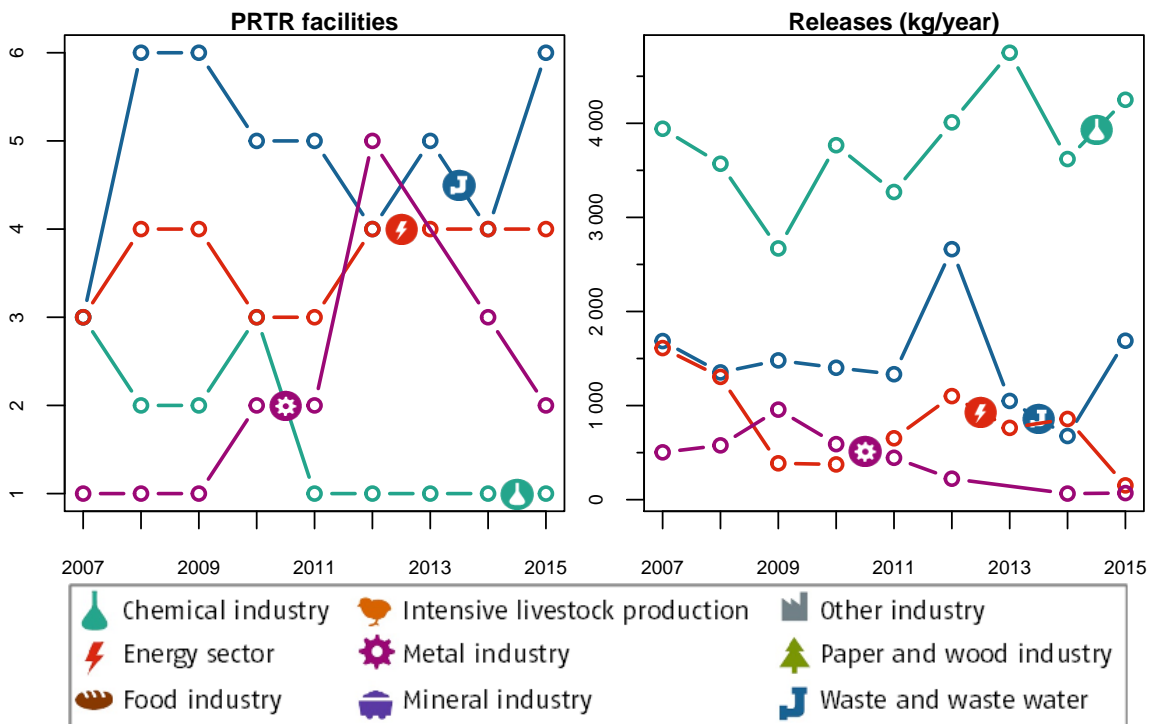 PRTR facilities
6
5
4
3
2
1
2007 2009 2011 2013 2015
Releases (kg/year)
4 000
3 000
2 000
1 000
0
2007 2009 2011 2013 2015
Chemical industry Intensive livestock production Other industry
Energy sector Metal industry Paper and wood industry
Food industry Mineral industry Waste and waste water